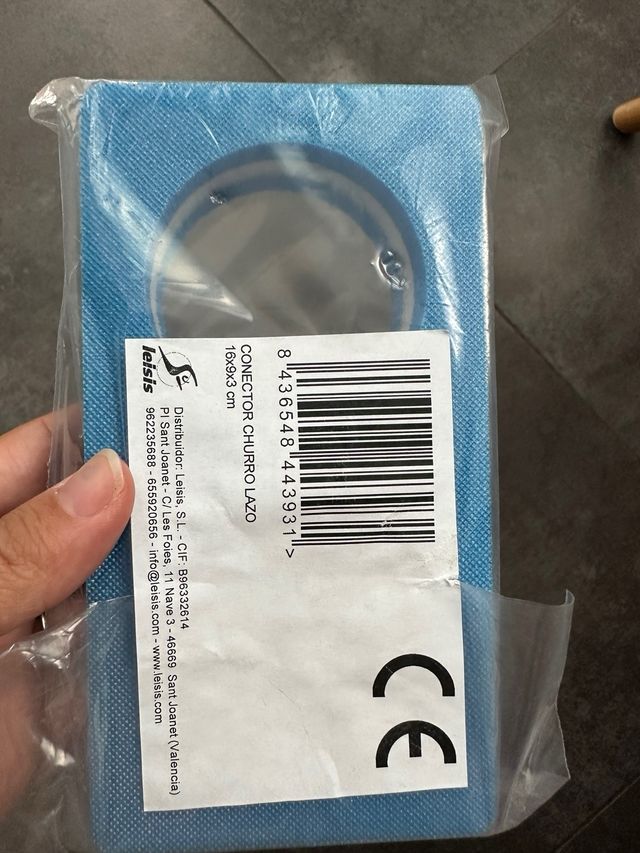 8 436548 443931 >
CONECTOR CHURRO LAZO
16x9x3 cm
leisis
Distribuidor: Leisis, S.L. - CIF: B96332614
PI Sant Joanet - C/ Les Foies, 11 Nave 3 - 46669 Sant Joanet (Valencia)
962235688 - 655920656 - info@leisis.com - www.leisis.com
CE